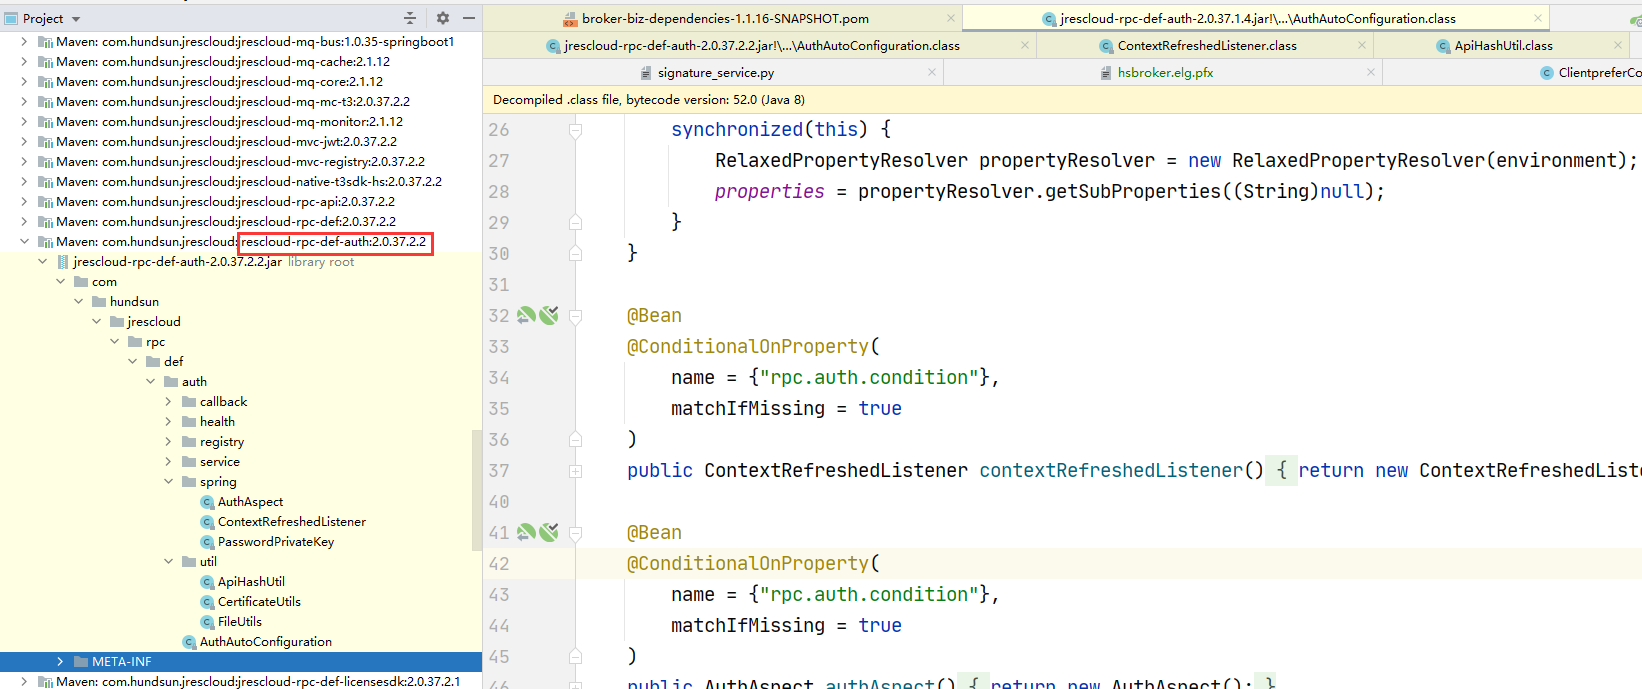 Project
Maven: com.hundsun.jrescloud:jrescloud-mq-bus:1.0.35-springboot1
Maven: com.hundsun.jrescloud:jrescloud-mq-cache:2.1.12
Maven: com.hundsun.jrescloud:jrescloud-mq-core:2.1.12
Maven: com.hundsun.jrescloud:jrescloud-mq-mc-t3:2.0.37.2.2
Maven: com.hundsun.jrescloud:jrescloud-mq-monitor:2.1.12
Maven: com.hundsun.jrescloud:jrescloud-mvc-jwt:2.0.37.2.2
Maven: com.hundsun.jrescloud:jrescloud-mvc-registry:2.0.37.2.2
Maven: com.hundsun.jrescloud:jrescloud-native-t3sdk-hs:2.0.37.2.2
Maven: com.hundsun.jrescloud:jrescloud-rpc-api:2.0.37.2.2
Maven: com.hundsun.jrescloud:jrescloud-rpc-def:2.0.37.2.2
Maven: com.hundsun.jrescloud:jrescloud-rpc-def-auth:2.0.37.2.2
jrescloud-rpc-def-auth-2.0.37.2.2.jar library root
com
hundsun
jrescloud
rpc
def
auth
callback
health
registry
service
spring
AuthAspect
ContextRefreshedListener
PasswordPrivateKey
util
ApiHashUtil
CertificateUtils
FileUtils
AuthAutoConfiguration
META-INF
Maven: com.hundsun.jrescloud:jrescloud-rpc-def-licensesdk:2.0.37.2.1
broker-biz-dependencies-1.1.16-SNAPSHOT.pom
jrescloud-rpc-def-auth-2.0.37.1.4.jar!\...\AuthAutoConfiguration.class
jrescloud-rpc-def-auth-2.0.37.2.2.jar!\...\AuthAutoConfiguration.class
ContextRefreshedListener.class
ApiHashUtil.class
signature_service.py
hsbroker.elg.pfx
ClientpreferCo
Decompiled .class file, bytecode version: 52.0 (Java 8)
26 synchronized(this) {
27 RelaxedPropertyResolver propertyResolver = new RelaxedPropertyResolver(environment);
28 properties = propertyResolver.getSubProperties((String)null);
29 }
30 }
31
32 @Bean
33 @ConditionalOnProperty(
34 name = {"rpc.auth.condition"},
35 matchIfMissing = true
36 )
37 public ContextRefreshedListener contextRefreshedListener() { return new ContextRefreshedListe
40
41 @Bean
42 @ConditionalOnProperty(
43 name = {"rpc.auth.condition"},
44 matchIfMissing = true
45 )
46 public AuthAspect authAspect() { return new AuthAspect(); }